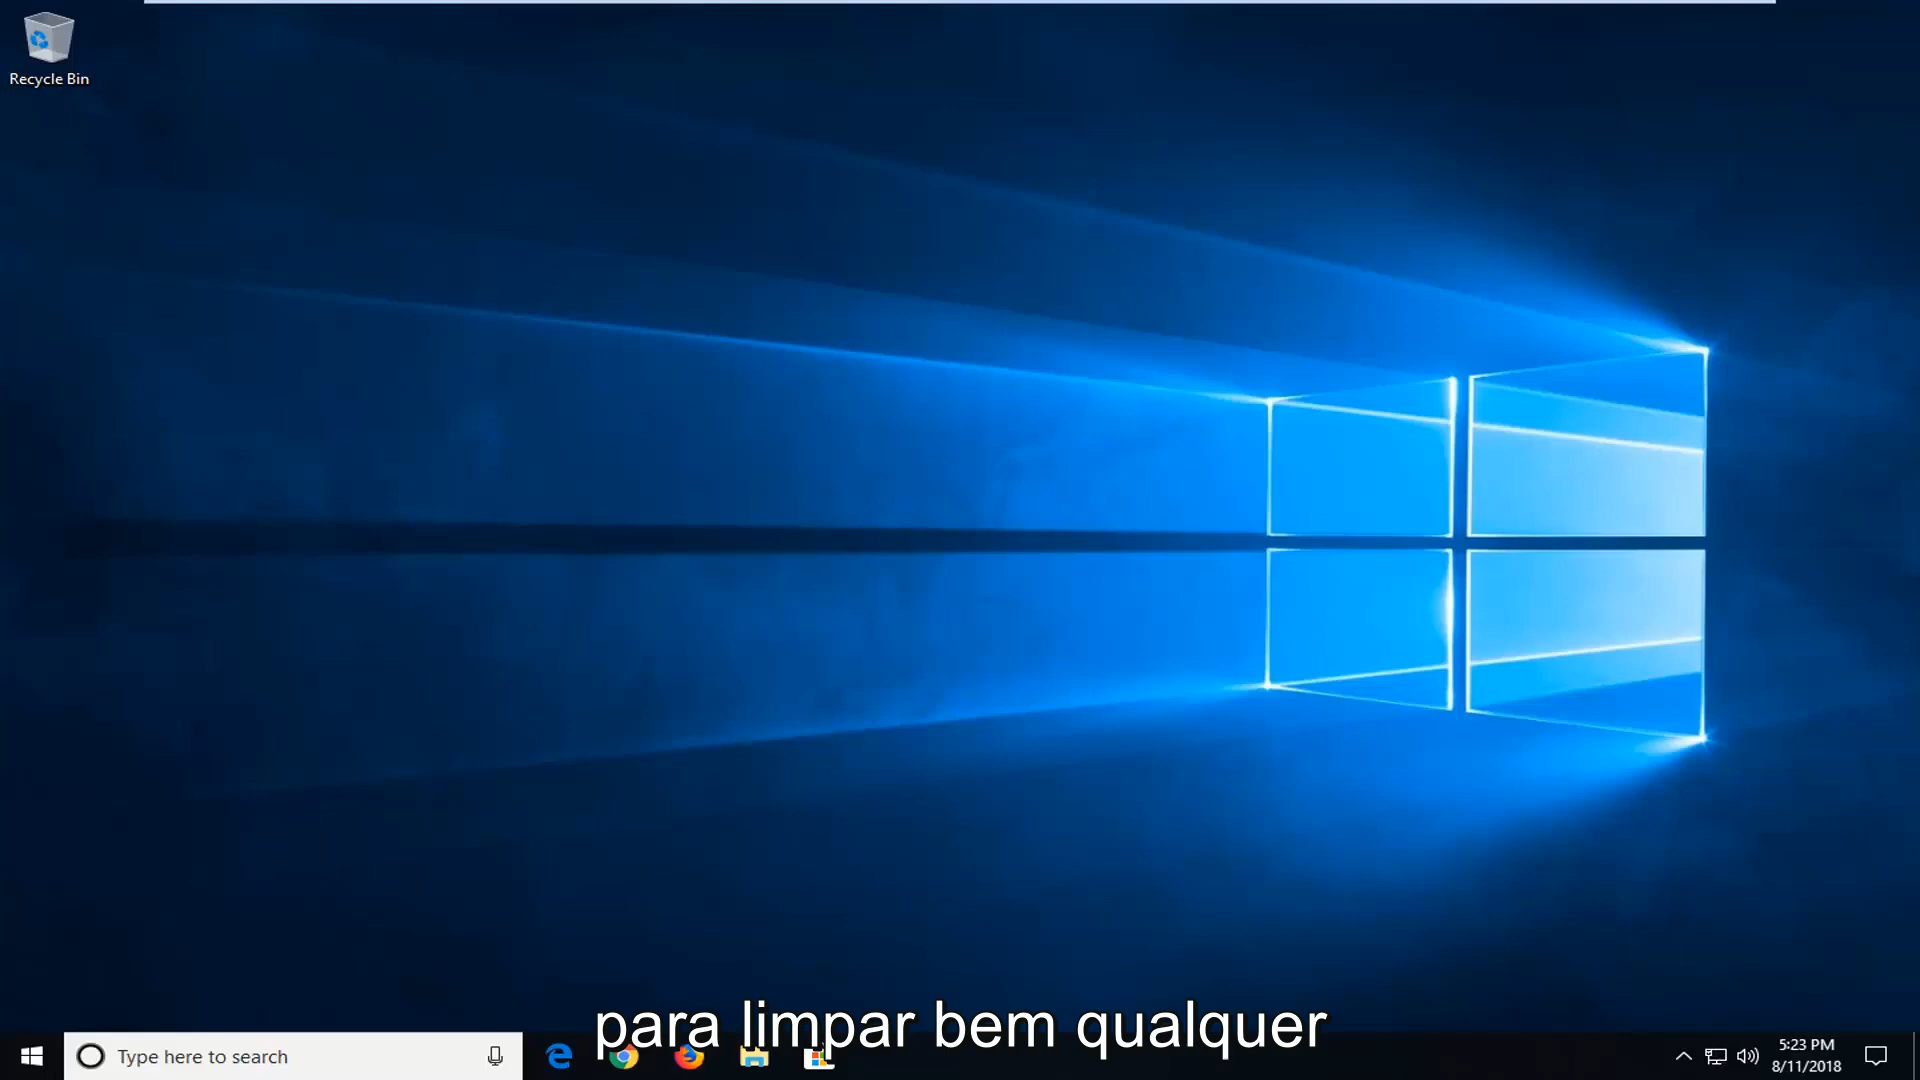 Recycle Bin
para limpar bem qualquer
Type here to search
5:23 PM
8/11/2018